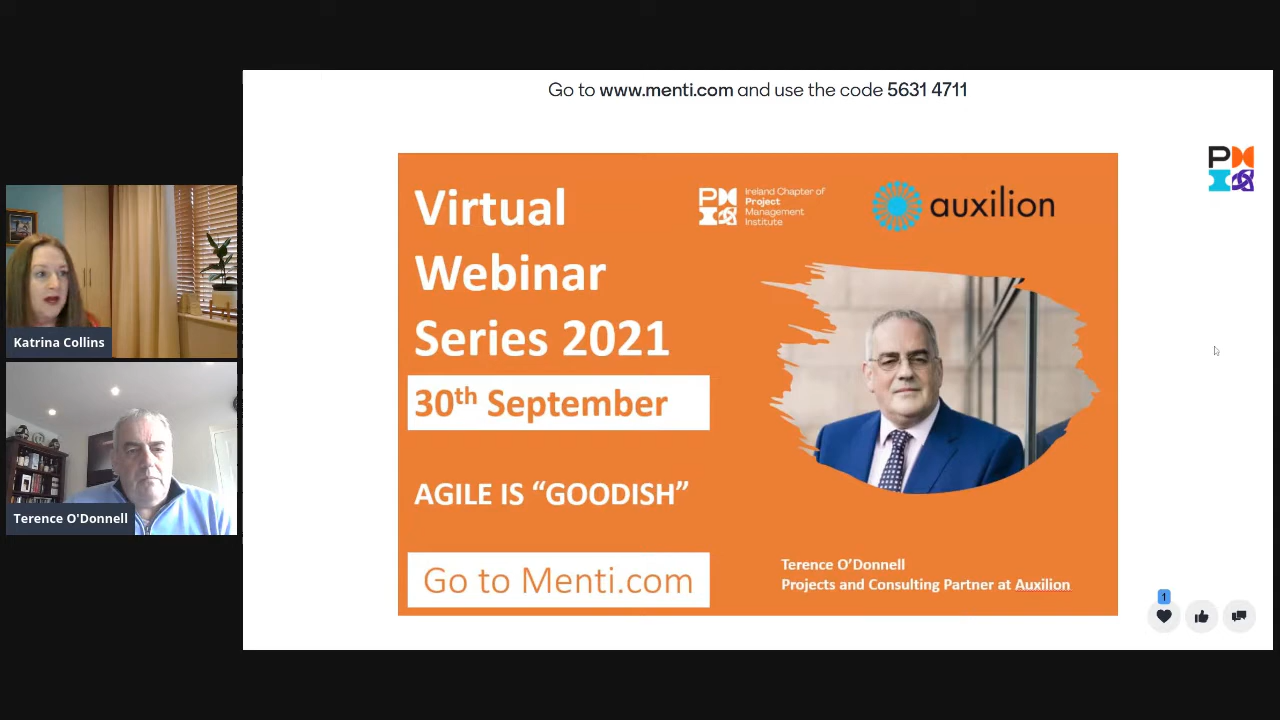 Go to www.menti.com and use the code 5631 4711
PMI
Virtual
Webinar
Series 2021
30th September
AGILE IS “GOODISH”
Go to Menti.com
PMI
Ireland Chapter of
Project
Management
Institute
auxilion
Terence O’Donnell
Projects and Consulting Partner at Auxilion
Katrina Collins
Terence O'Donnell
1